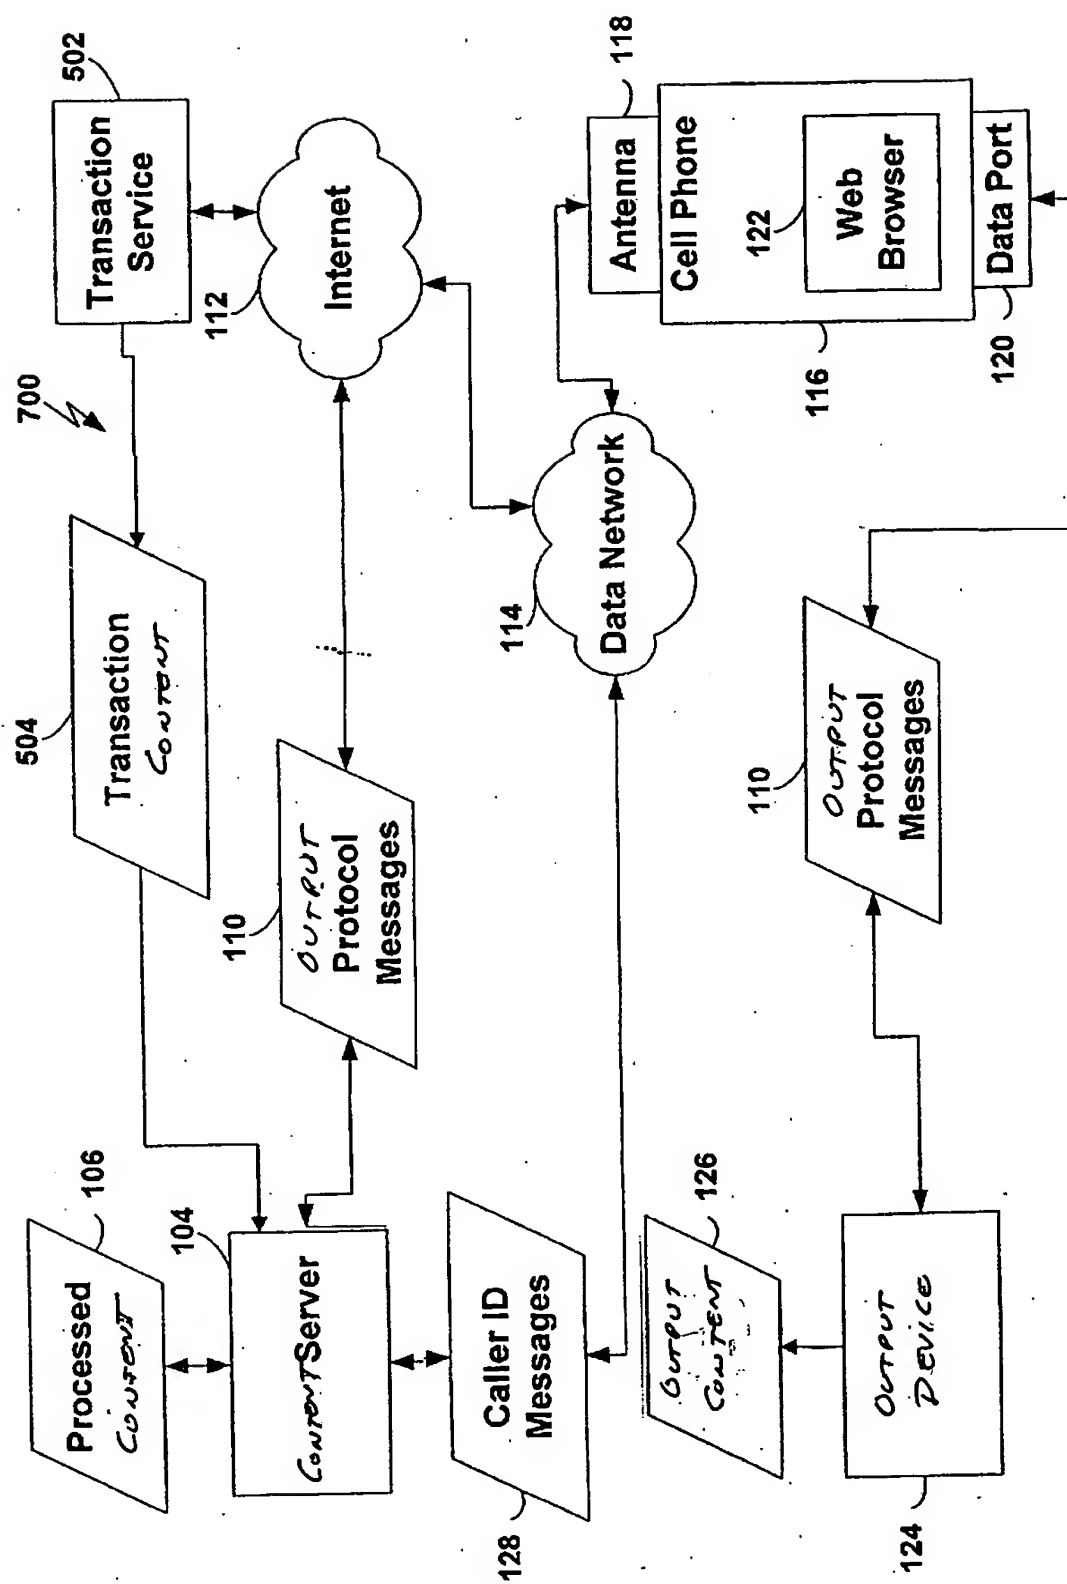 106
Processed
CONTENT
104
CONTENT Server
504
Transaction
CONTENT
700
502
Transaction
Service
110
OUTPUT
Protocol
Messages
112
Internet
128
Caller ID
Messages
114
Data Network
118
Antenna
Cell Phone
116
122
Web
Browser
120
Data Port
126
OUTPUT
CONTENT
124
OUTPUT
DEVICE
110
OUTPUT
Protocol
Messages